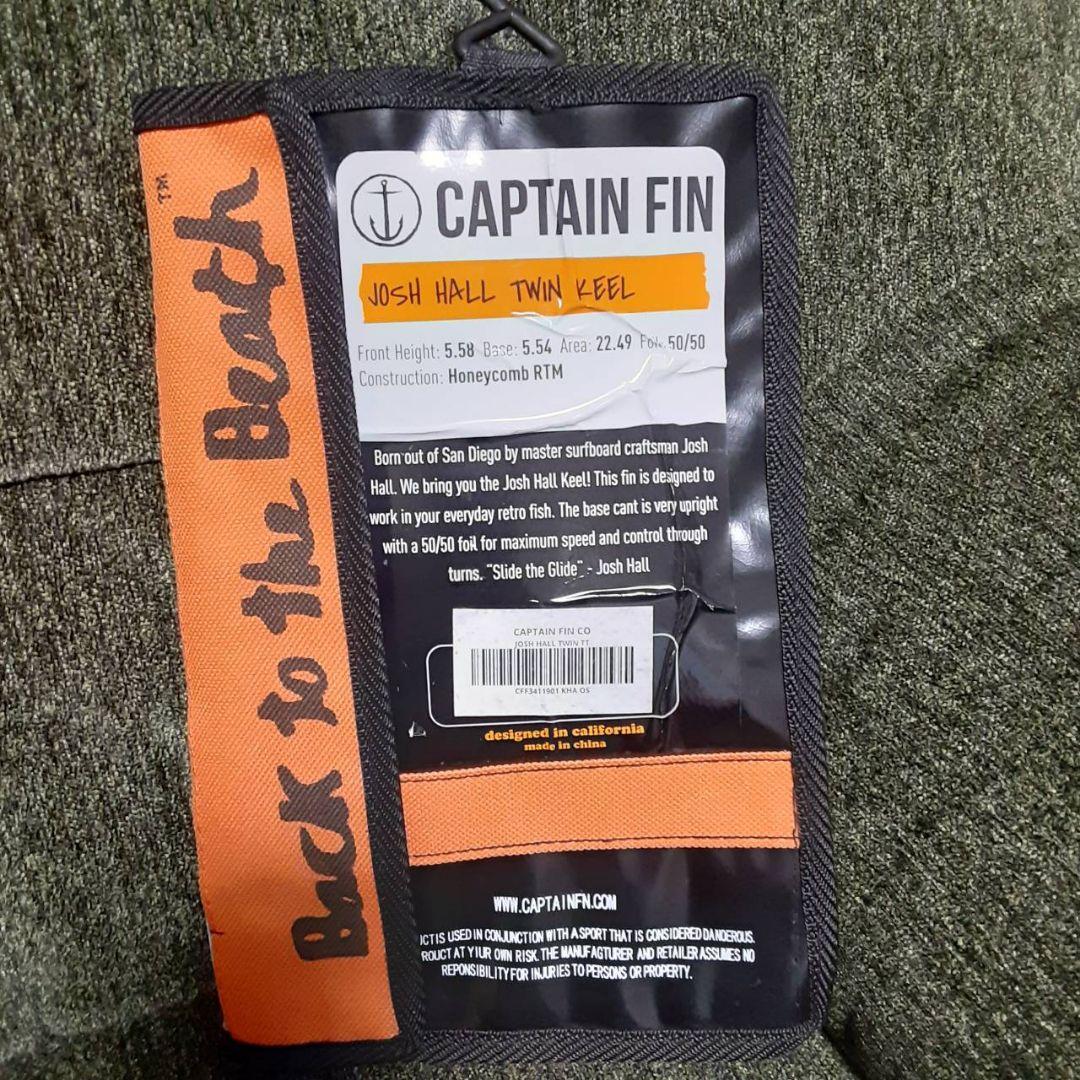 Back to the Beach™
CAPTAIN FIN
JOSH HALL TWIN KEEL
Front Height: 5.58 Base: 5.54 Area: 22.49 Foil: 50/50
Construction: Honeycomb RTM
Born out of San Diego by master surfboard craftsman Josh
Hall. We bring you the Josh Hall Keel! This fin is designed to
work in your everyday retro fish. The base cant is very upright
with a 50/50 foil for maximum speed and control through
turns. "Slide the Glide" - Josh Hall
CAPTAIN FIN CO
JOSH HALL TWIN TT
CFF3411901 KHA OS
designed in california
made in china
WWW.CAPTAINFN.COM
UCT IS USED IN CONJUNCTION WITH A SPORT THAT IS CONSIDERED DANDEROUS.
ROUCT AT YIUR OWN RISK. THE MANUFAGTURER AND RETAILER ASSUMES NO
REPONSIBILITY FOR INJURIES TO PERSONS OR PROPERTY.